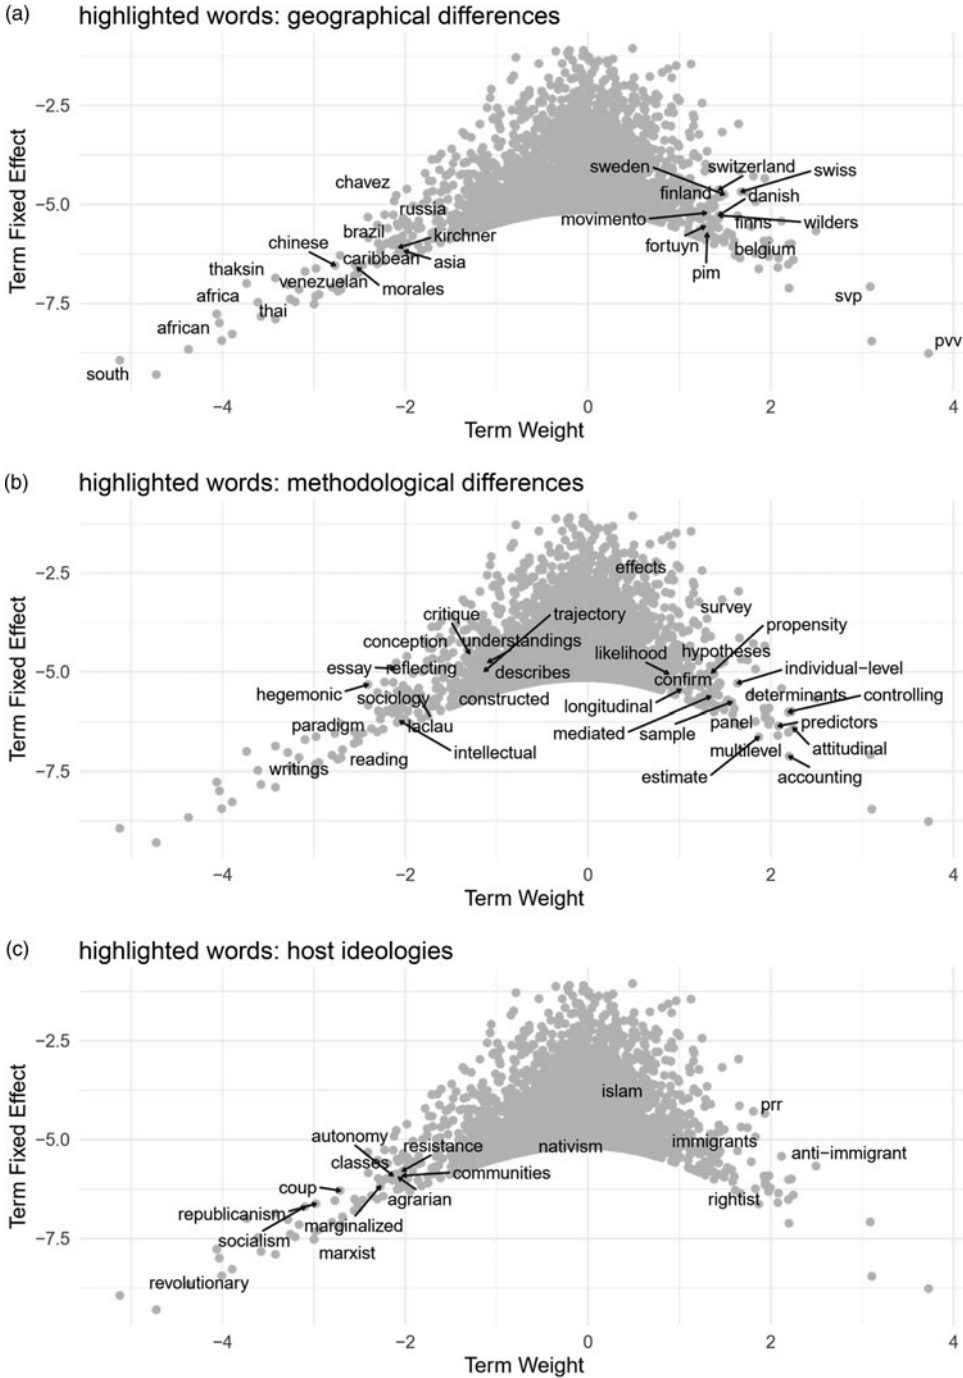 (a) highlighted words: geographical differences
−2.5
sweden
switzerland
swiss
chavez
finland
danish
−5.0
russia
movimento
finns
wilders
brazil
kirchner
chinese
caribbean
asia
fortuyn
belgium
thaksin
venezuelan
morales
pim
africa
−7.5
thai
svp
african
pvv
south
Term Fixed Effect
−4 −2 0 2 4
Term Weight
(b) highlighted words: methodological differences
−2.5
effects
critique
trajectory
survey
propensity
conception
understandings
likelihood
hypotheses
essay
reflecting
describes
individual−level
−5.0
confirm
hegemonic
sociology
constructed
longitudinal
determinants
controlling
paradigm
laclau
mediated
sample
panel
predictors
intellectual
multilevel
attitudinal
writings
reading
estimate
accounting
−7.5
Term Fixed Effect
−4 −2 0 2 4
Term Weight
(c) highlighted words: host ideologies
−2.5
islam
prr
autonomy
resistance
nativism
immigrants
−5.0
classes
communities
anti−immigrant
coup
agrarian
rightist
republicanism
marginalized
socialism
−7.5
marxist
revolutionary
Term Fixed Effect
−4 −2 0 2 4
Term Weight